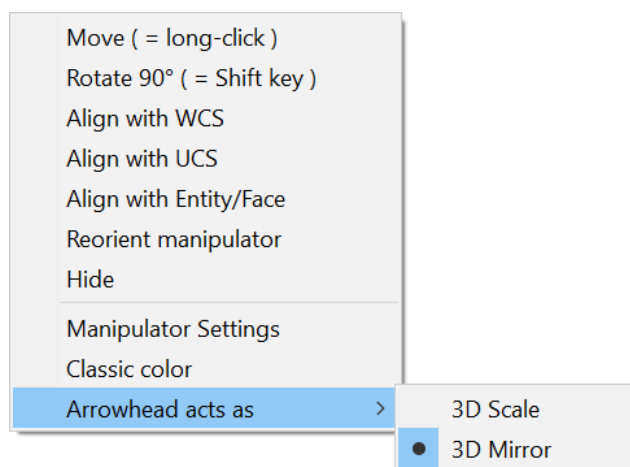 Move ( = long-click )
Rotate 90° ( = Shift key )
Align with WCS
Align with UCS
Align with Entity/Face
Reorient manipulator
Hide
Manipulator Settings
Classic color
Arrowhead acts as
3D Scale
3D Mirror